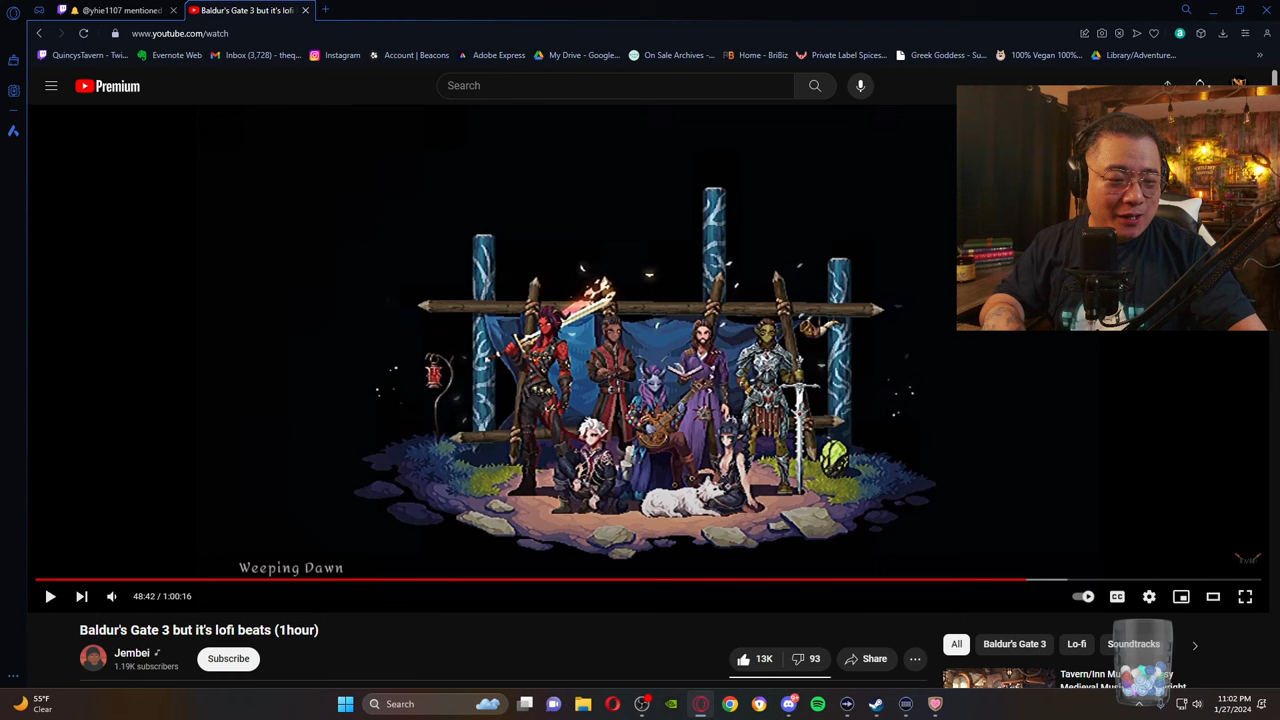 @yhie1107 mentioned
Baldur's Gate 3 but it's lofi
www.youtube.com/watch
QuincysTavern - Twi...
Evernote Web
Inbox (3,728) - theq...
Instagram
Account | Beacons
Adobe Express
My Drive - Google...
On Sale Archives -...
Home - BriBiz
Private Label Spices...
Greek Goddess - Su...
100% Vegan 100%...
Library/Adventure...
Premium
Search
Weeping Dawn
48:42 / 1:00:16
CC
Baldur's Gate 3 but it's lofi beats (1hour)
Jembei
1.19K subscribers
Subscribe
13K
93
Share
All
Baldur's Gate 3
Lo-fi
Soundtracks
Tavern/Inn
Medieval
55°F
Clear
Search
11:02 PM
1/27/2024